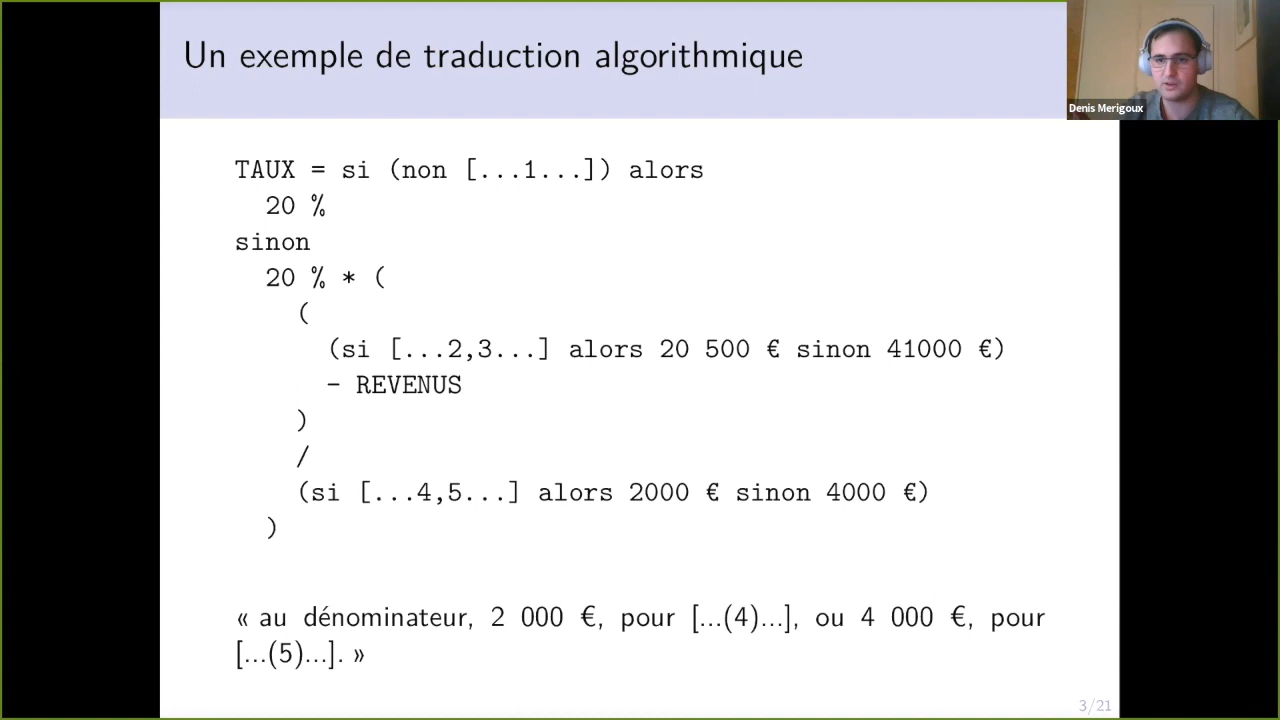 Un exemple de traduction algorithmique
Denis Merigoux
TAUX = si (non [...1...]) alors
20 %
sinon
20 % * (
(
(si [...2,3...] alors 20 500 € sinon 41000 €)
- REVENUS
)
/
(si [...4,5...] alors 2000 € sinon 4000 €)
)
« au dénominateur, 2 000 €, pour [...(4)...], ou 4 000 €, pour
[...(5)...]. »
3/21